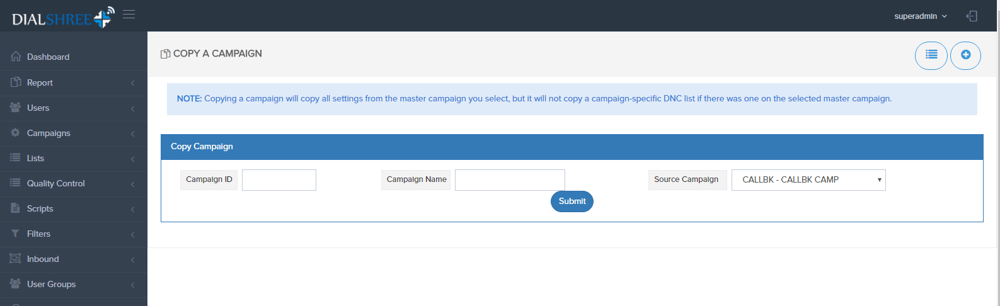 DIALSHREE
superadmin
Dashboard
Report
Users
Campaigns
Lists
Quality Control
Scripts
Filters
Inbound
User Groups
COPY A CAMPAIGN
NOTE: Copying a campaign will copy all settings from the master campaign you select, but it will not copy a campaign-specific DNC list if there was one on the selected master campaign.
Copy Campaign
Campaign ID
Campaign Name
Source Campaign
CALLBK - CALLBK CAMP
Submit